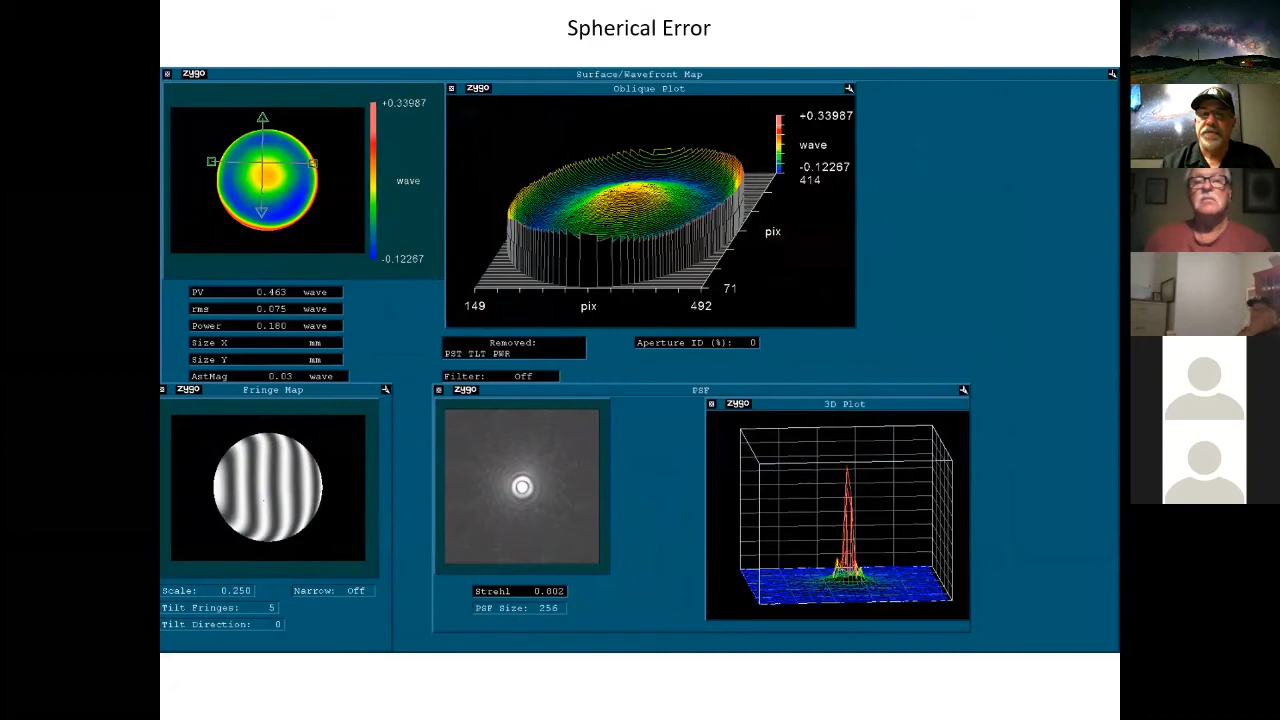 Spherical Error
zygo
Surface/Wavefront Map
zygo
Oblique Plot
+0.33987
wave
-0.12267
+0.33987
wave
-0.12267
414
pix
71
149
pix
492
PV 0.463 wave
rms 0.075 wave
Power 0.180 wave
Size X mm
Size Y mm
AstMag 0.03 wave
Removed:
PST TLT PWR
Aperture ID (%): 0
Filter: Off
zygo
Fringe Map
Scale: 0.250
Narrow: Off
Tilt Fringes: 5
Tilt Direction: 0
zygo
PSF
Strehl 0.802
PSF Size: 256
zygo
3D Plot